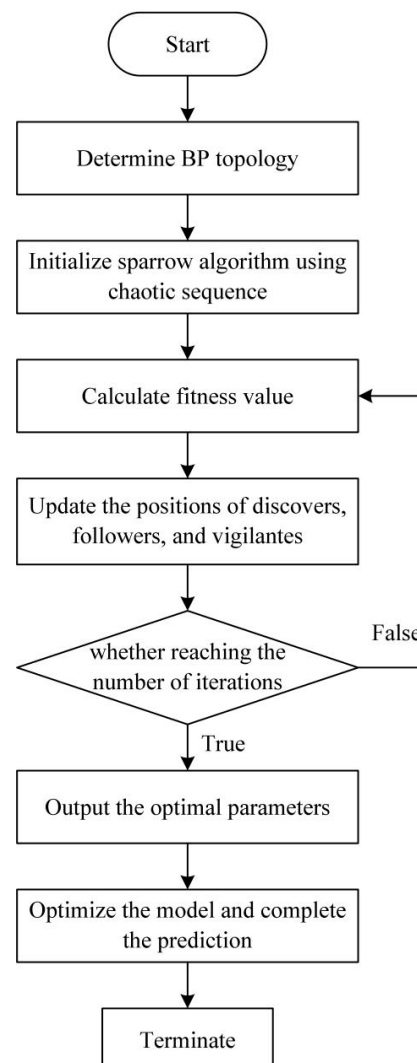 Start
Determine BP topology
Initialize sparrow algorithm using
chaotic sequence
Calculate fitness value
Update the positions of discovers,
followers, and vigilantes
whether reaching the
number of iterations
False
True
Output the optimal parameters
Optimize the model and complete
the prediction
Terminate